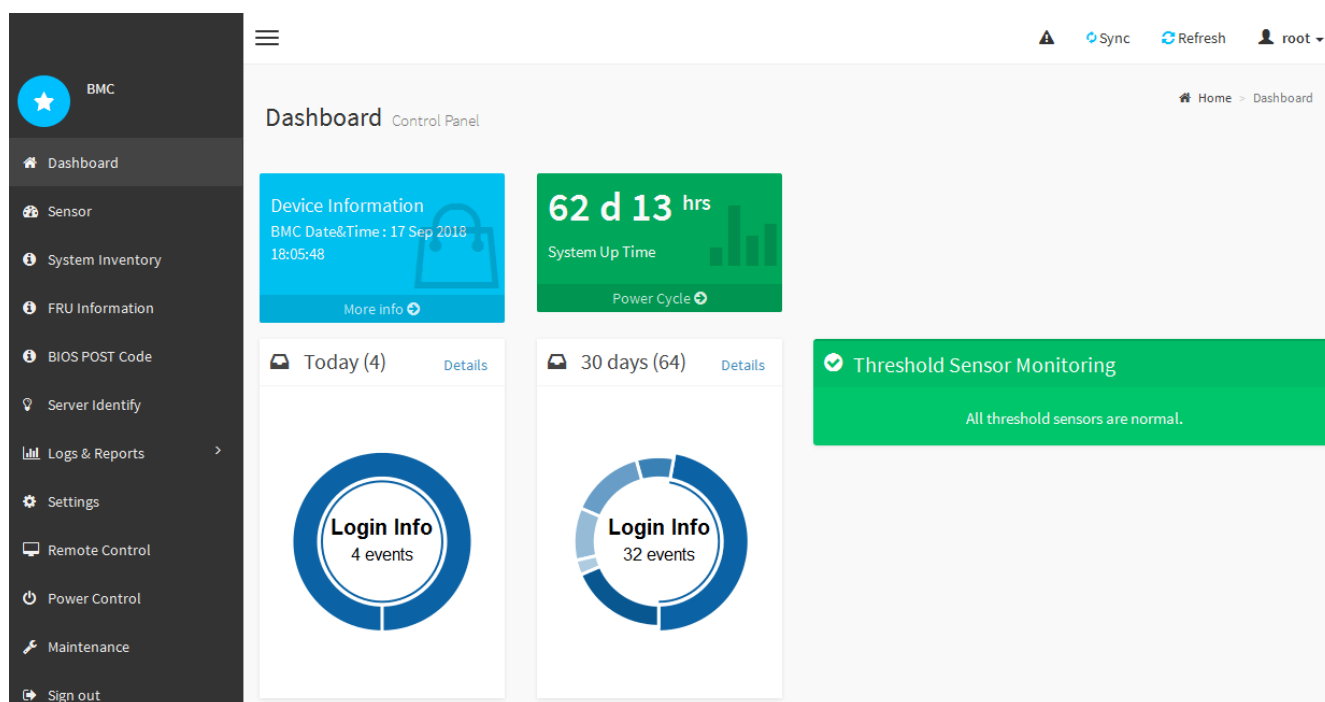 Sync
Refresh
root
BMC
Home > Dashboard
Dashboard Control Panel
Dashboard
Sensor
System Inventory
FRU Information
BIOS POST Code
Server Identify
Logs & Reports >
Settings
Remote Control
Power Control
Maintenance
Sign out
Device Information
BMC Date&Time : 17 Sep 2018
18:05:48
More info
62 d 13 hrs
System Up Time
Power Cycle
Today (4) Details
Login Info
4 events
30 days (64) Details
Login Info
32 events
Threshold Sensor Monitoring
All threshold sensors are normal.